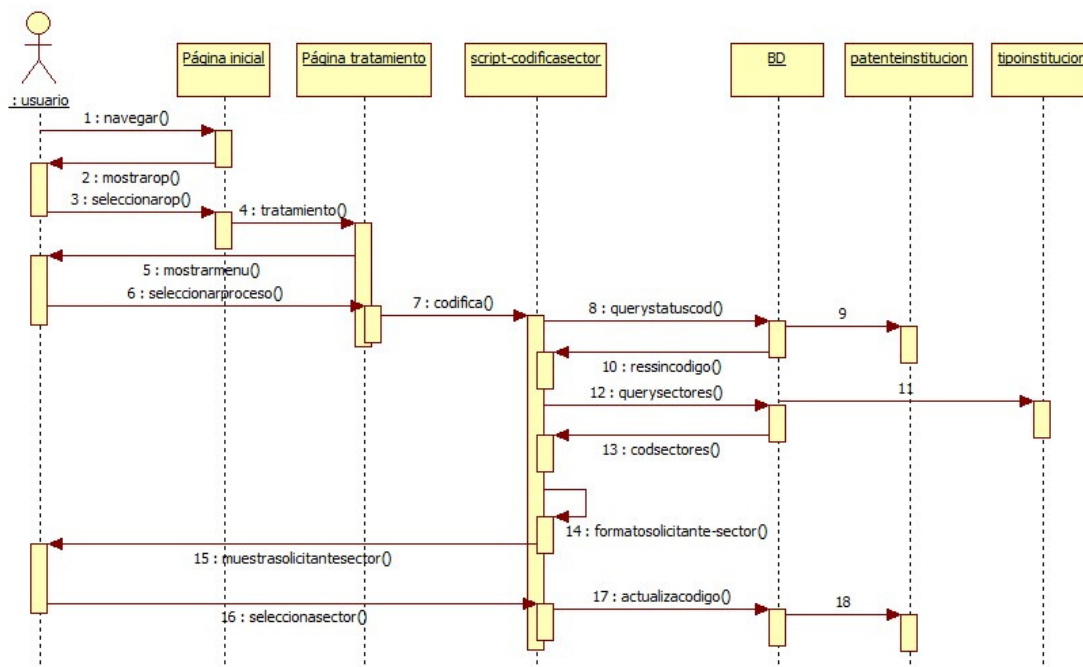 Página inicial
Página tratamiento
script-codificasector
BD
patenteinstitucion
tipoinstitucion
: usuario
1 : navegar()
2 : mostrarop()
3 : seleccionarop()
4 : tratamiento()
5 : mostrarmenu()
6 : seleccionarproceso()
7 : codifica()
8 : querystatuscod()
9
10 : ressincodigo()
11
12 : querysectores()
13 : codsectores()
14 : formatosolicitante-sector()
15 : muestrasolicitantesector()
16 : seleccionasector()
17 : actualizacodigo()
18